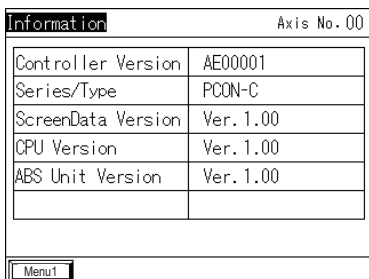 Information Axis No.00
Controller Version AE00001
Series/Type PCON-C
ScreenData Version Ver.1.00
CPU Version Ver.1.00
ABS Unit Version Ver.1.00
Menu1